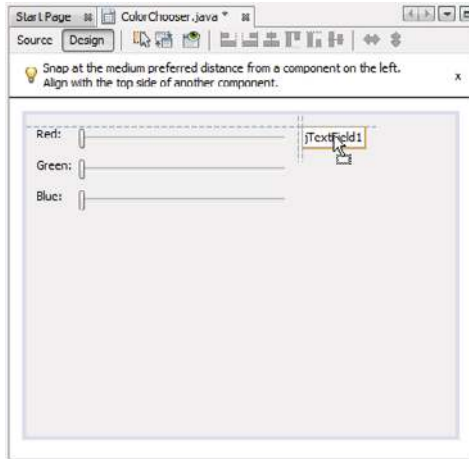 Start Page ColorChooser.java *
Source Design
Snap at the medium preferred distance from a component on the left.
Align with the top side of another component.
x
Red:
jTextField1
Green:
Blue: